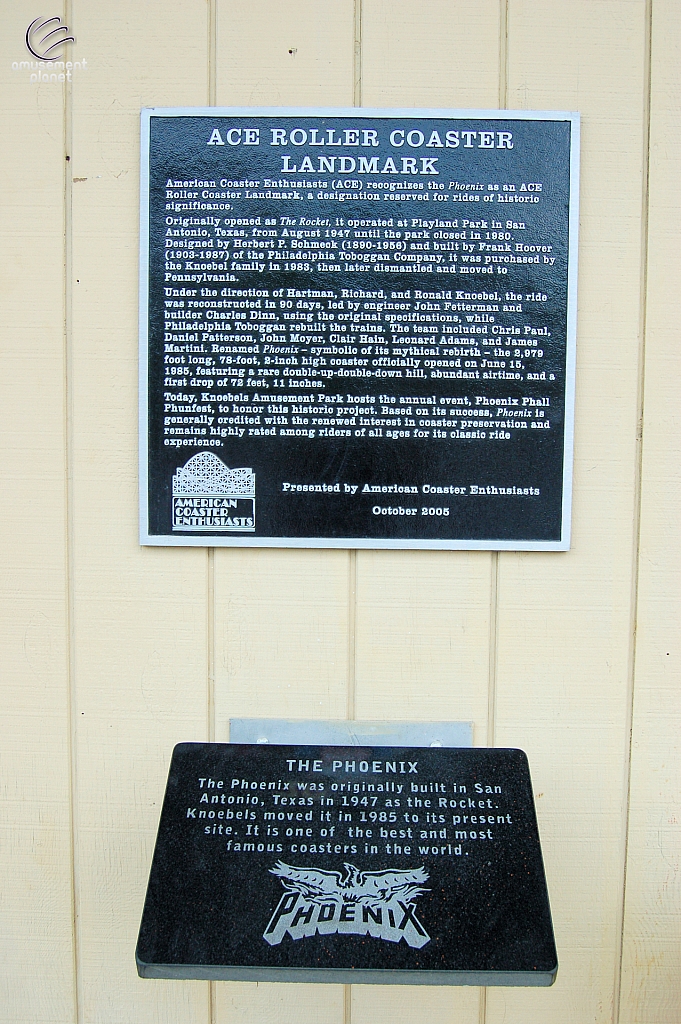 amusement
planet
ACE ROLLER COASTER
LANDMARK
American Coaster Enthusiasts (ACE) recognizes the Phoenix as an ACE
Roller Coaster Landmark, a designation reserved for rides of historic
significance.
Originally opened as The Rocket, it operated at Playland Park in San
Antonio, Texas, from August 1947 until the park closed in 1980.
Designed by Herbert P. Schmeck (1890-1956) and built by Frank Hoover
(1903-1987) of the Philadelphia Toboggan Company, it was purchased by
the Knoebel family in 1983, then later dismantled and moved to
Pennsylvania.
Under the direction of Hartman, Richard, and Ronald Knoebel, the ride
was reconstructed in 90 days, led by engineer John Fetterman and
builder Charles Dinn, using the original specifications, while
Philadelphia Toboggan rebuilt the trains. The team included Chris Paul,
Daniel Patterson, John Moyer, Clair Hain, Leonard Adams, and James
Martini. Renamed Phoenix – symbolic of its mythical rebirth – the 2,979
foot long, 78-foot, 2-inch high coaster officially opened on June 15,
1985, featuring a rare double-up-double-down hill, abundant airtime, and a
first drop of 72 feet, 11 inches.
Today, Knoebels Amusement Park hosts the annual event, Phoenix Phall
Phunfest, to honor this historic project. Based on its success, Phoenix is
generally credited with the renewed interest in coaster preservation and
remains highly rated among riders of all ages for its classic ride
experience.
Presented by American Coaster Enthusiasts
October 2005
AMERICAN
COASTER
ENTHUSIASTS
THE PHOENIX
The Phoenix was originally built in San
Antonio, Texas in 1947 as the Rocket.
Knoebels moved it in 1985 to its present
site. It is one of the best and most
famous coasters in the world.
PHOENIX